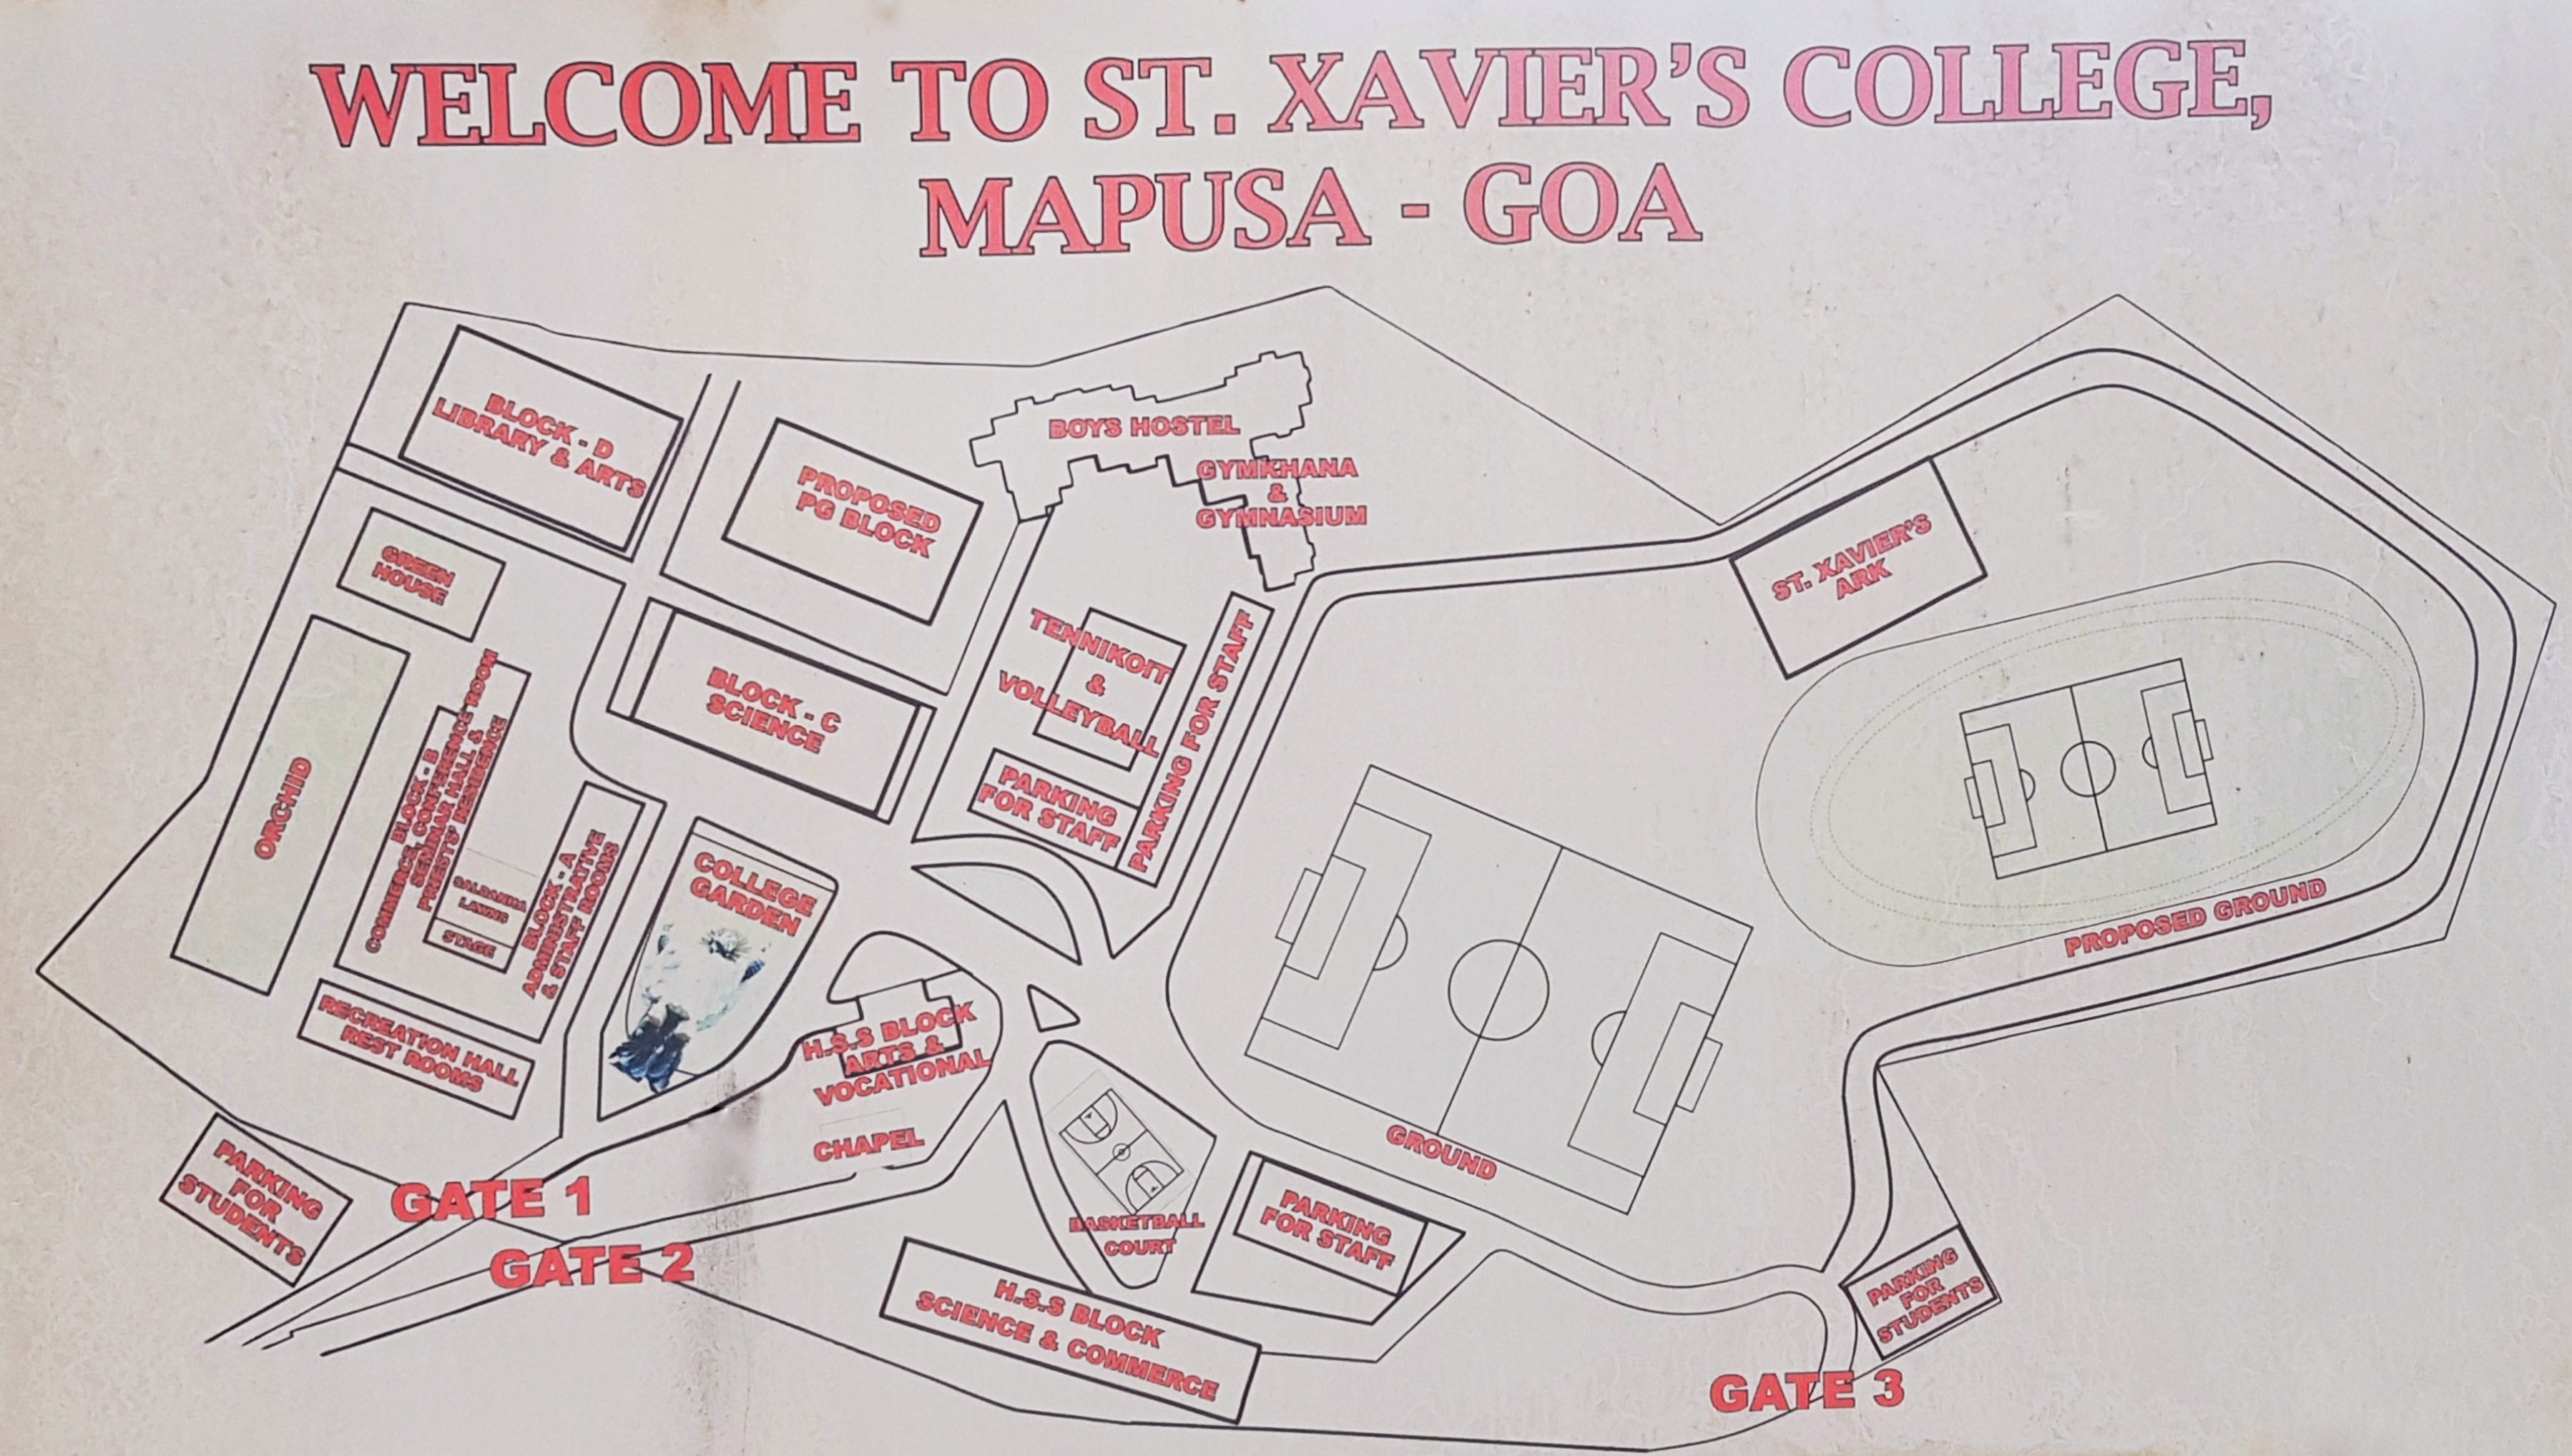 WELCOME TO ST. XAVIER'S COLLEGE,
MAPUSA - GOA
BLOCK - D
LIBRARY & ARTS
PROPOSED
PG BLOCK
BOYS HOSTEL
GYMKHANA
&
GYMNASIUM
ST. XAVIER'S
ARK
GREEN
HOUSE
TENNIKOIT
&
VOLLEYBALL
PARKING FOR STAFF
BLOCK - C
SCIENCE
PARKING
FOR STAFF
ORCHID
BLOCK - B
COMMERCE, CONFERENCE ROOM
SEMINAR HALL &
PRIESTS' RESIDENCE
SALDANHA
LAWNS
STAGE
BLOCK - A
ADMINISTRATIVE
& STAFF ROOMS
COLLEGE
GARDEN
PROPOSED GROUND
RECREATION HALL
REST ROOMS
H.S.S BLOCK
ARTS &
VOCATIONAL
CHAPEL
GROUND
PARKING
FOR
STUDENTS
GATE 1
GATE 2
BASKETBALL
COURT
PARKING
FOR STAFF
H.S.S BLOCK
SCIENCE & COMMERCE
PARKING
FOR
STUDENTS
GATE 3